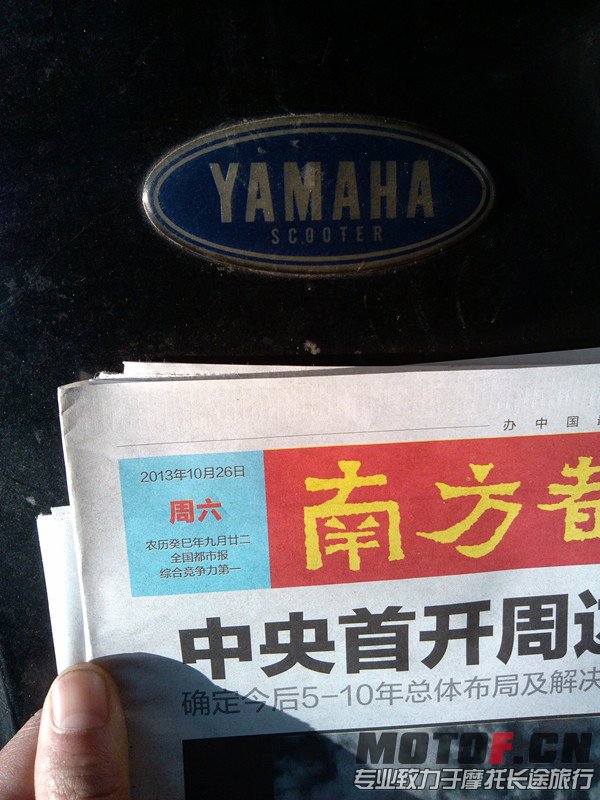 YAMAHA
SCOOTER
办中国
2013年10月26日
周六
农历癸巳年九月廿二
全国都市报
综合竞争力第一
南方都
中央首开周边
确定今后5-10年总体布局及解决
MOTOF.CN
专业致力于摩托长途旅行